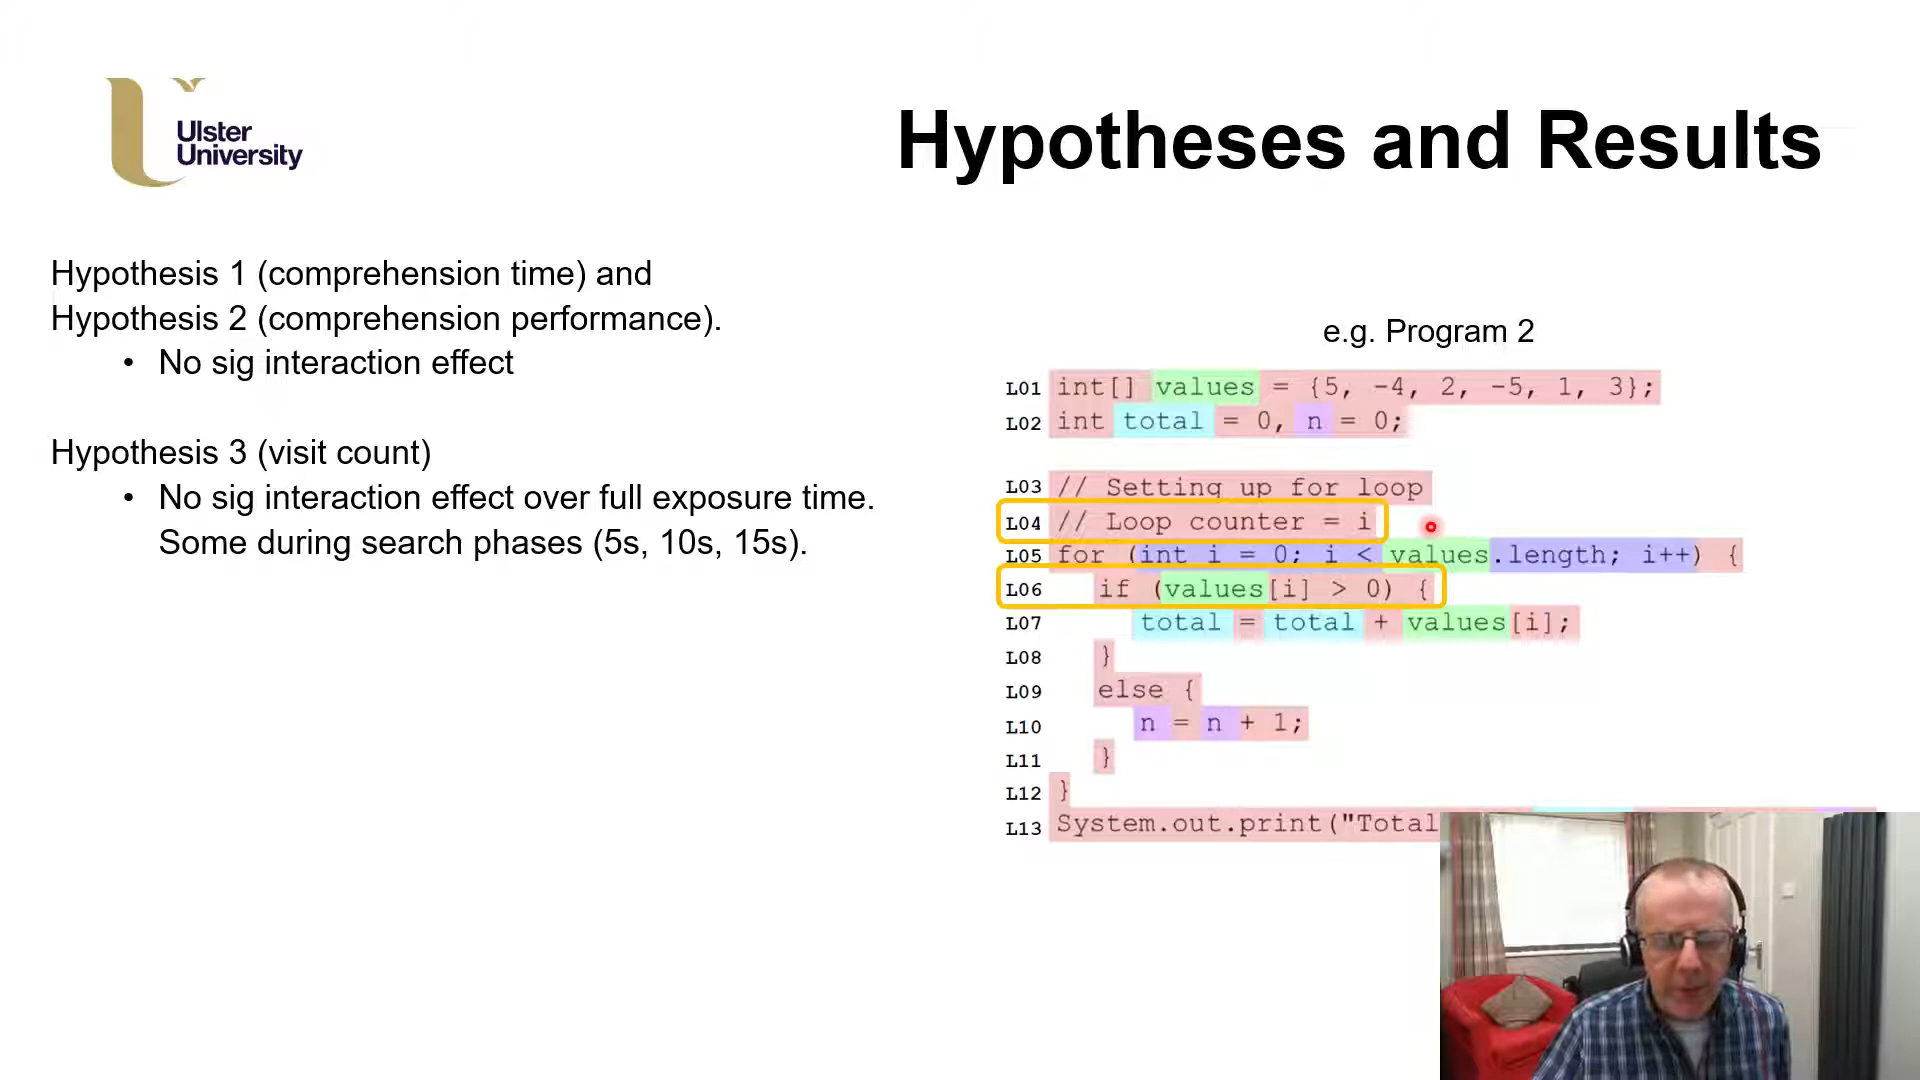 Ulster
University
Hypotheses and Results
Hypothesis 1 (comprehension time) and
Hypothesis 2 (comprehension performance).
• No sig interaction effect
Hypothesis 3 (visit count)
• No sig interaction effect over full exposure time.
Some during search phases (5s, 10s, 15s).
e.g. Program 2
L01 int[] values = {5, -4, 2, -5, 1, 3};
L02 int total = 0, n = 0;
L03 // Setting up for loop
L04 // Loop counter = i
L05 for (int i = 0; i < values.length; i++) {
L06 if (values[i] > 0) {
L07 total = total + values[i];
L08 }
L09 else {
L10 n = n + 1;
L11 }
L12 }
L13 System.out.print("Total